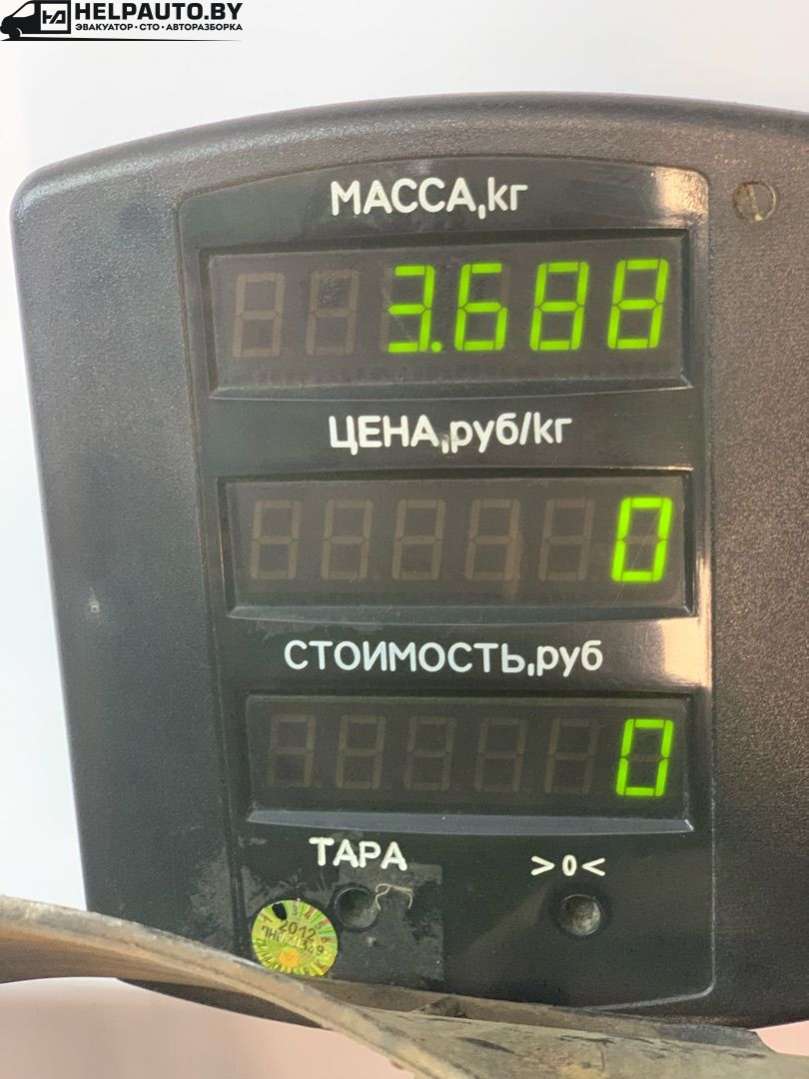 HELPAUTO.BY
ЭВАКУАТОР • СТО • АВТОРАЗБОРКА
МАССА,кг
3.688
ЦЕНА,руб/кг
0
СТОИМОСТЬ,руб
0
ТАРА >0<
2012